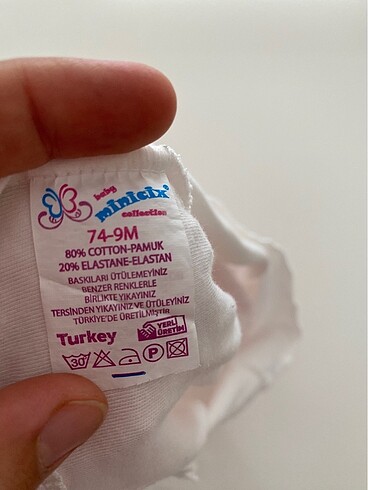 baby
minicix
collection
74-9M
80% COTTON-PAMUK
20% ELASTANE-ELASTAN
BASKILARI ÜTÜLEMEYİNİZ
BENZER RENKLERLE
BİRLİKTE YIKAYINIZ
TERSİNDEN YIKAYINIZ VE ÜTÜLEYİNİZ
TÜRKİYE'DE ÜRETİLMİŞTİR
Turkey
YERLİ
ÜRETİM
30° P